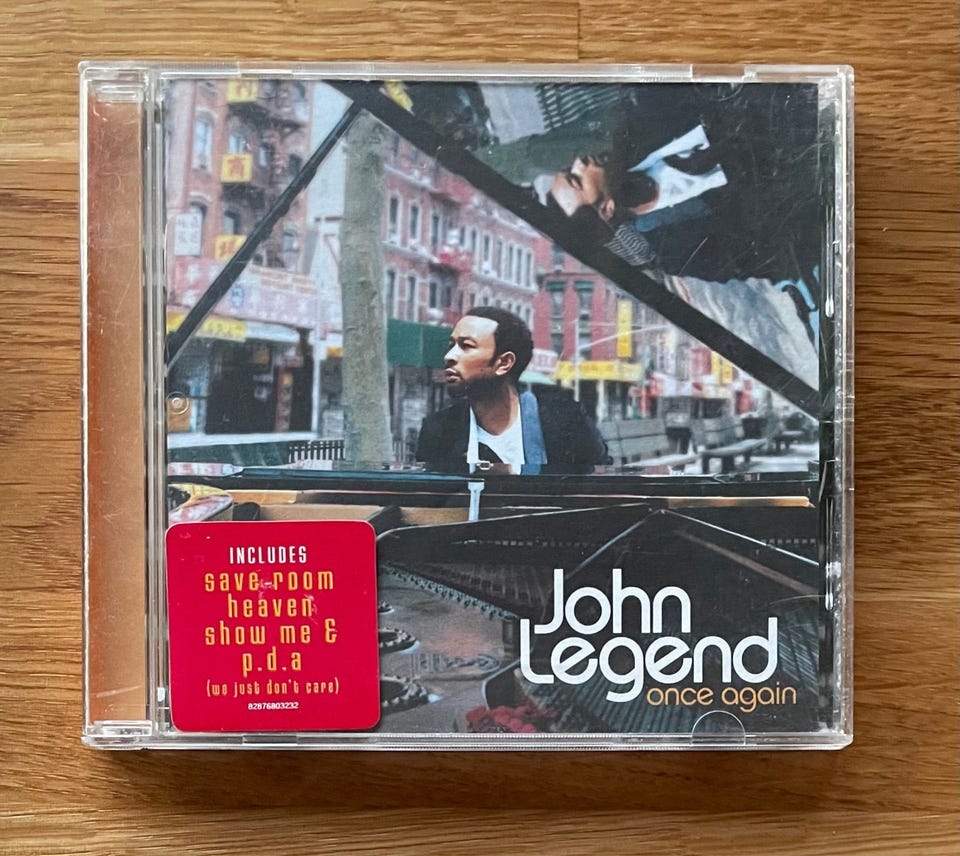 INCLUDES
save room
heaven
show me &
p.d.a
(we just don't care)
82876803232
John
Legend
once again